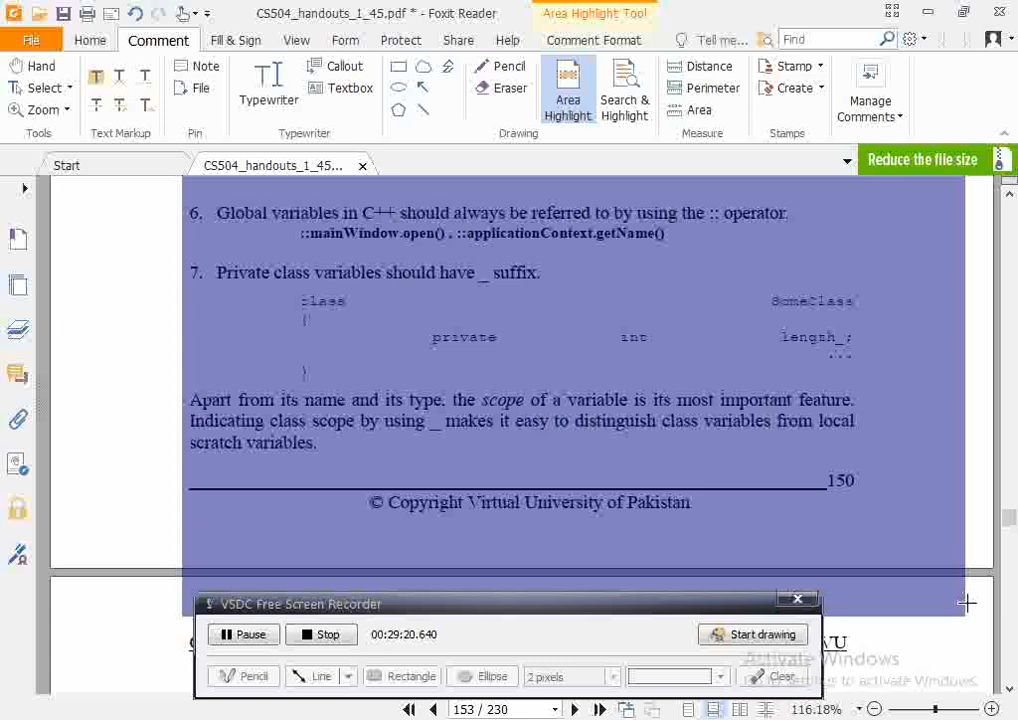 CS504_handouts_1_45.pdf * - Foxit Reader
Area Highlight Tool
File Home Comment Fill & Sign View Form Protect Share Help Comment Format Tell me... Find
Hand
Select
Zoom
Tools
T T T
T T T
Text Markup
Note
File
Pin
Typewriter
Callout
Textbox
Typewriter
Pencil
Eraser
Area Highlight
Search & Highlight
Drawing
Distance
Perimeter
Area
Measure
Stamp
Create
Stamps
Manage Comments
Start
CS504_handouts_1_45...
Reduce the file size
6. Global variables in C++ should always be referred to by using the :: operator.
::mainWindow.open() , ::applicationContext.getName()
7. Private class variables should have _ suffix.
class SomeClass
{
private int length_;
...
}
Apart from its name and its type, the scope of a variable is its most important feature.
Indicating class scope by using _ makes it easy to distinguish class variables from local
scratch variables.
150
© Copyright Virtual University of Pakistan
VSDC Free Screen Recorder
Pause Stop 00:29:20.640 Start drawing
Pencil Line Rectangle Ellipse 2 pixels Clear
VU
Activate Windows
to activate Windows.
153 / 230
116.18%